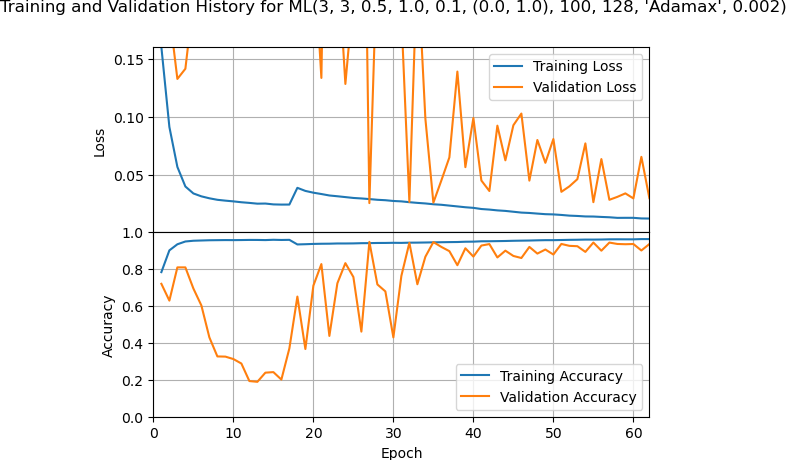 Training and Validation History for ML(3, 3, 0.5, 1.0, 0.1, (0.0, 1.0), 100, 128, 'Adamax', 0.002)
0.15
0.10
0.05
Loss
Training Loss
Validation Loss
1.0
0.8
0.6
0.4
0.2
0.0
Accuracy
Training Accuracy
Validation Accuracy
0 10 20 30 40 50 60
Epoch